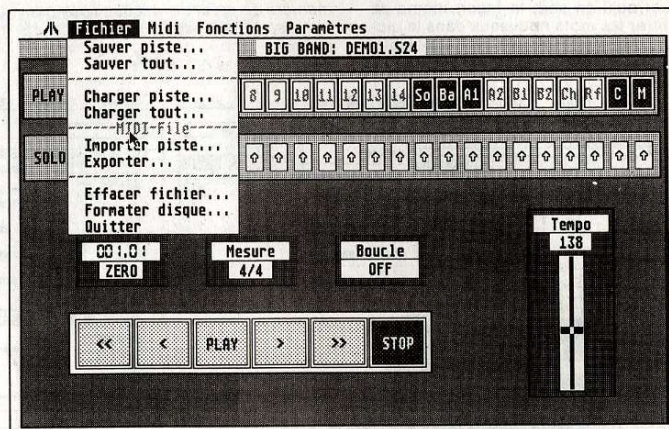 Fichier Midi Fonctions Paramètres
BIG BAND: DEMO1.S24
Sauver piste...
Sauver tout...
Charger piste...
Charger tout...
MIDI-File
Importer piste...
Exporter...
Effacer fichier...
Formater disque...
Quitter
PLAY 8 9 10 11 12 13 14 So Ba A1 A2 B1 B2 Ch Rf C M
SOLO
001.01
ZERO
Mesure
4/4
Boucle
OFF
Tempo
138
<< < PLAY > >> STOP